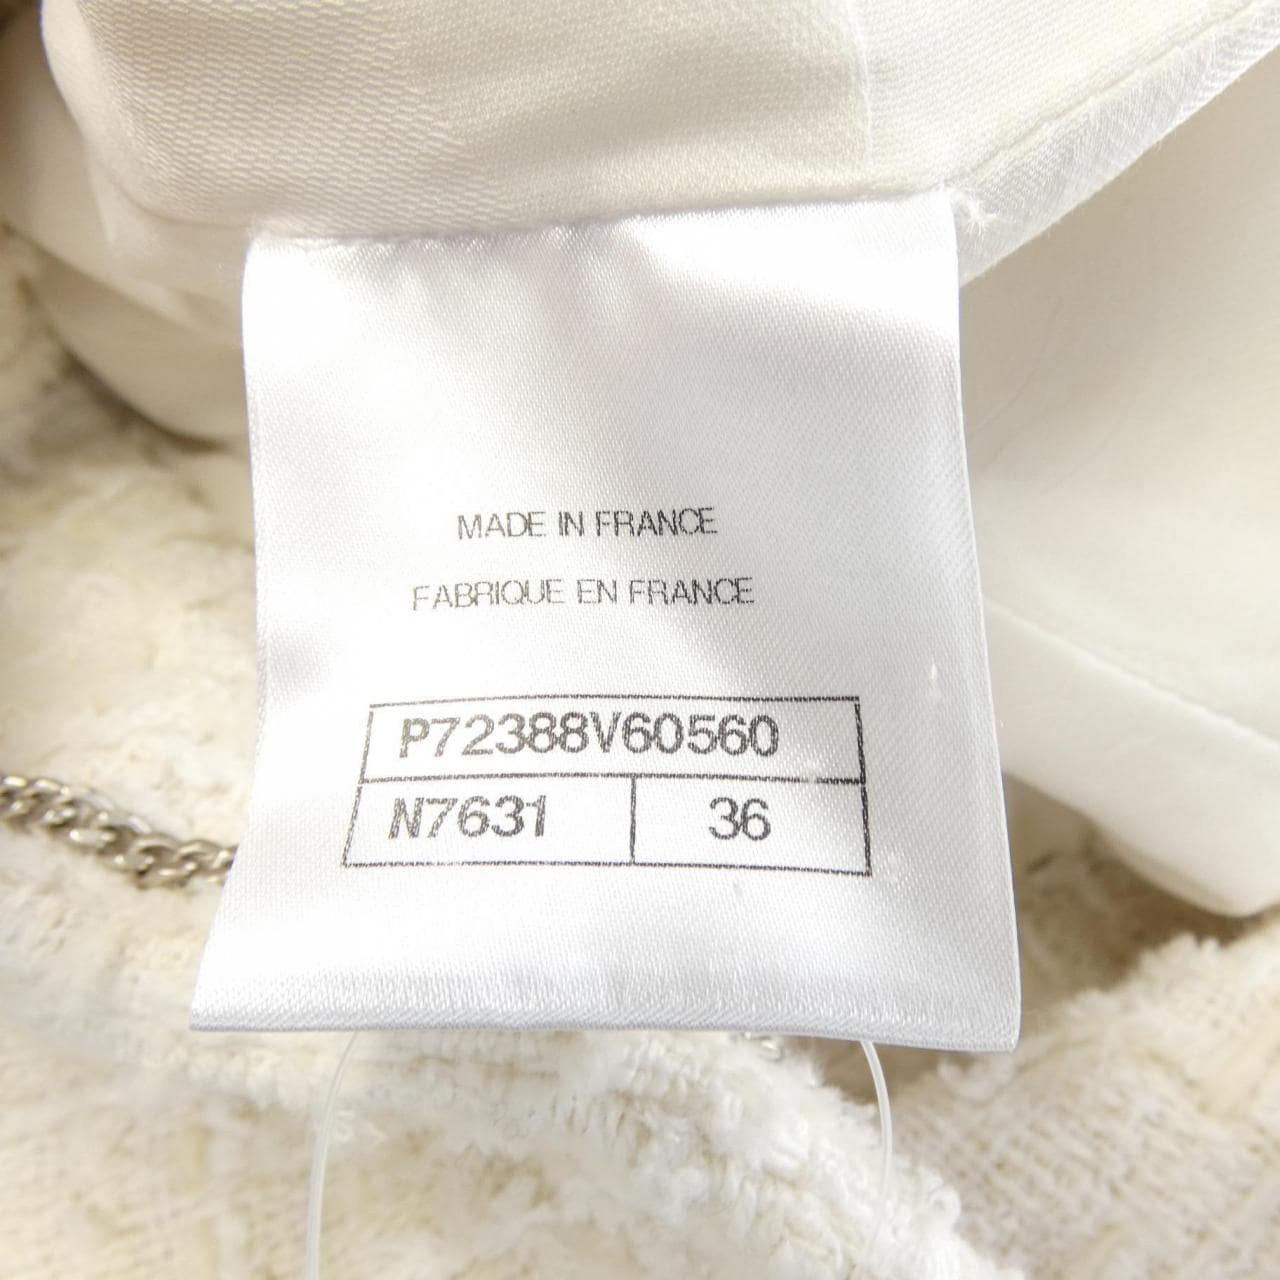 MADE IN FRANCE
FABRIQUE EN FRANCE
P72388V60560
N7631 36